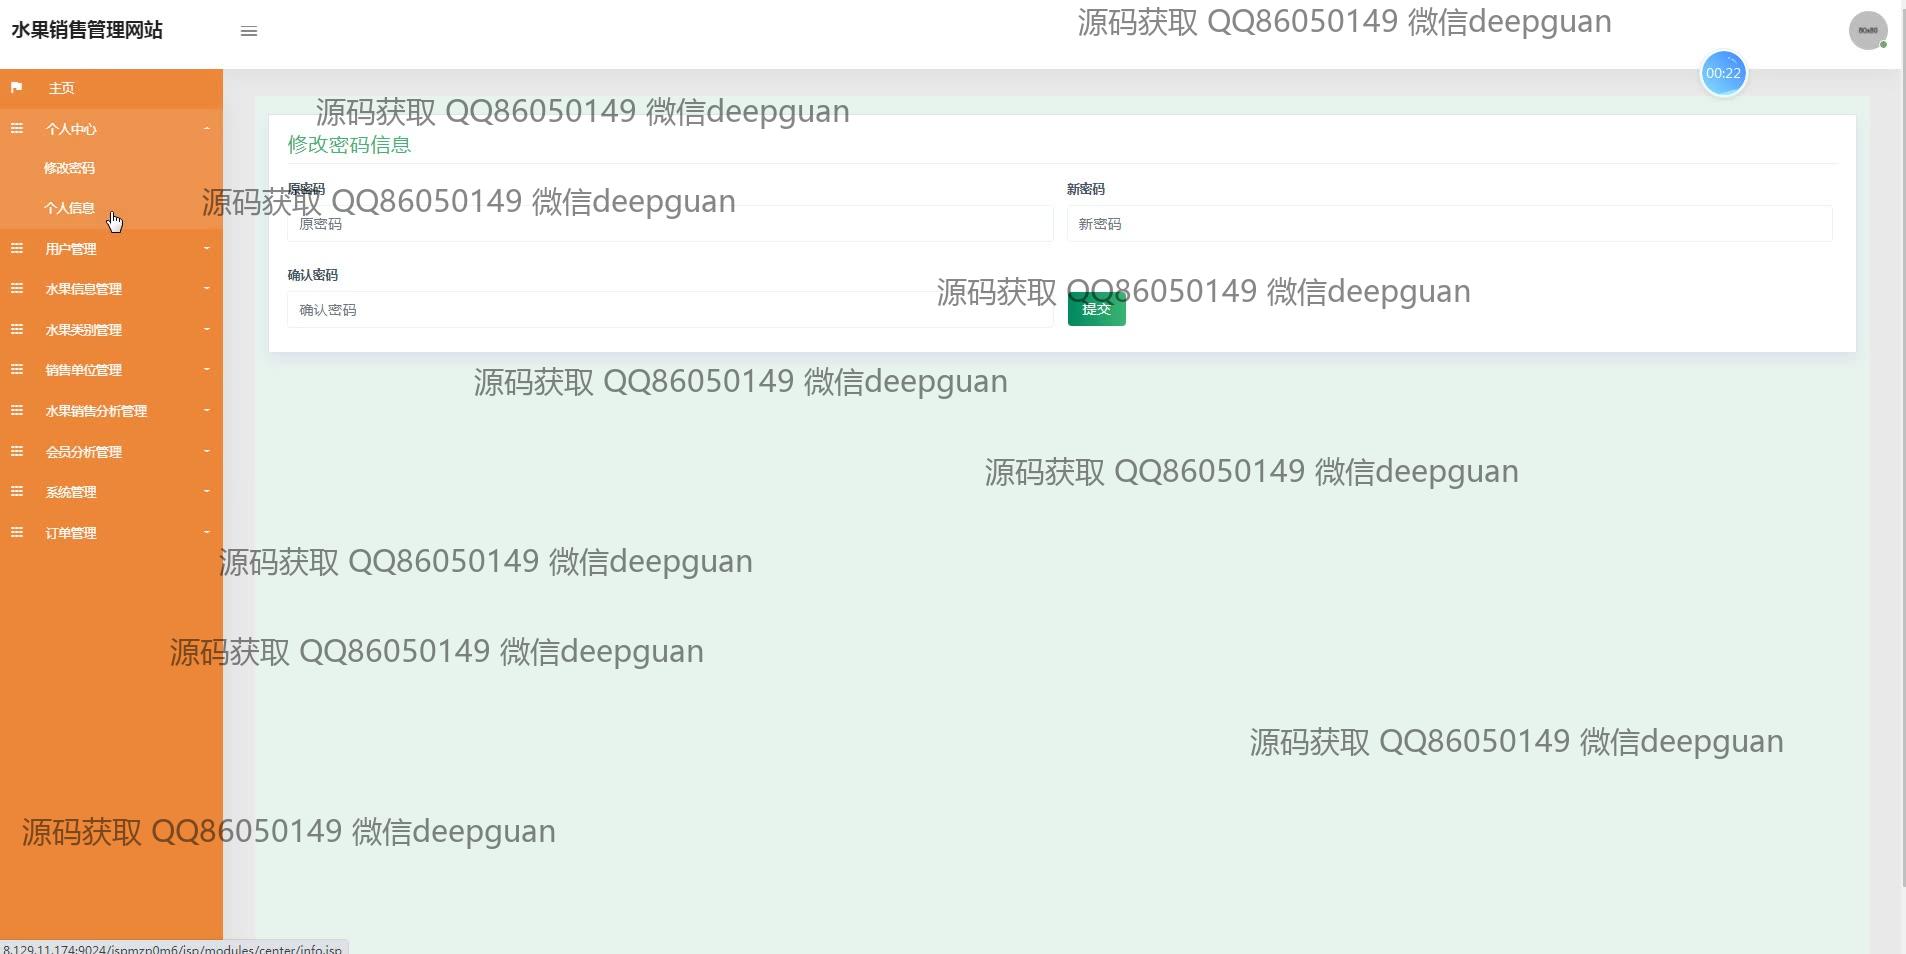 水果销售管理网站
源码获取 QQ86050149 微信deepguan
80x80
00:22
主页
个人中心
修改密码
个人信息
用户管理
水果信息管理
水果类别管理
销售单位管理
水果销售分析管理
会员分析管理
系统管理
订单管理
源码获取 QQ86050149 微信deepguan
修改密码信息
原密码
新密码
源码获取 QQ86050149 微信deepguan
原密码
新密码
确认密码
源码获取 QQ86050149 微信deepguan
确认密码
提交
源码获取 QQ86050149 微信deepguan
源码获取 QQ86050149 微信deepguan
源码获取 QQ86050149 微信deepguan
源码获取 QQ86050149 微信deepguan
源码获取 QQ86050149 微信deepguan
源码获取 QQ86050149 微信deepguan
8.129.11.174:9024/jspmzp0m6/jsp/modules/center/info.jsp